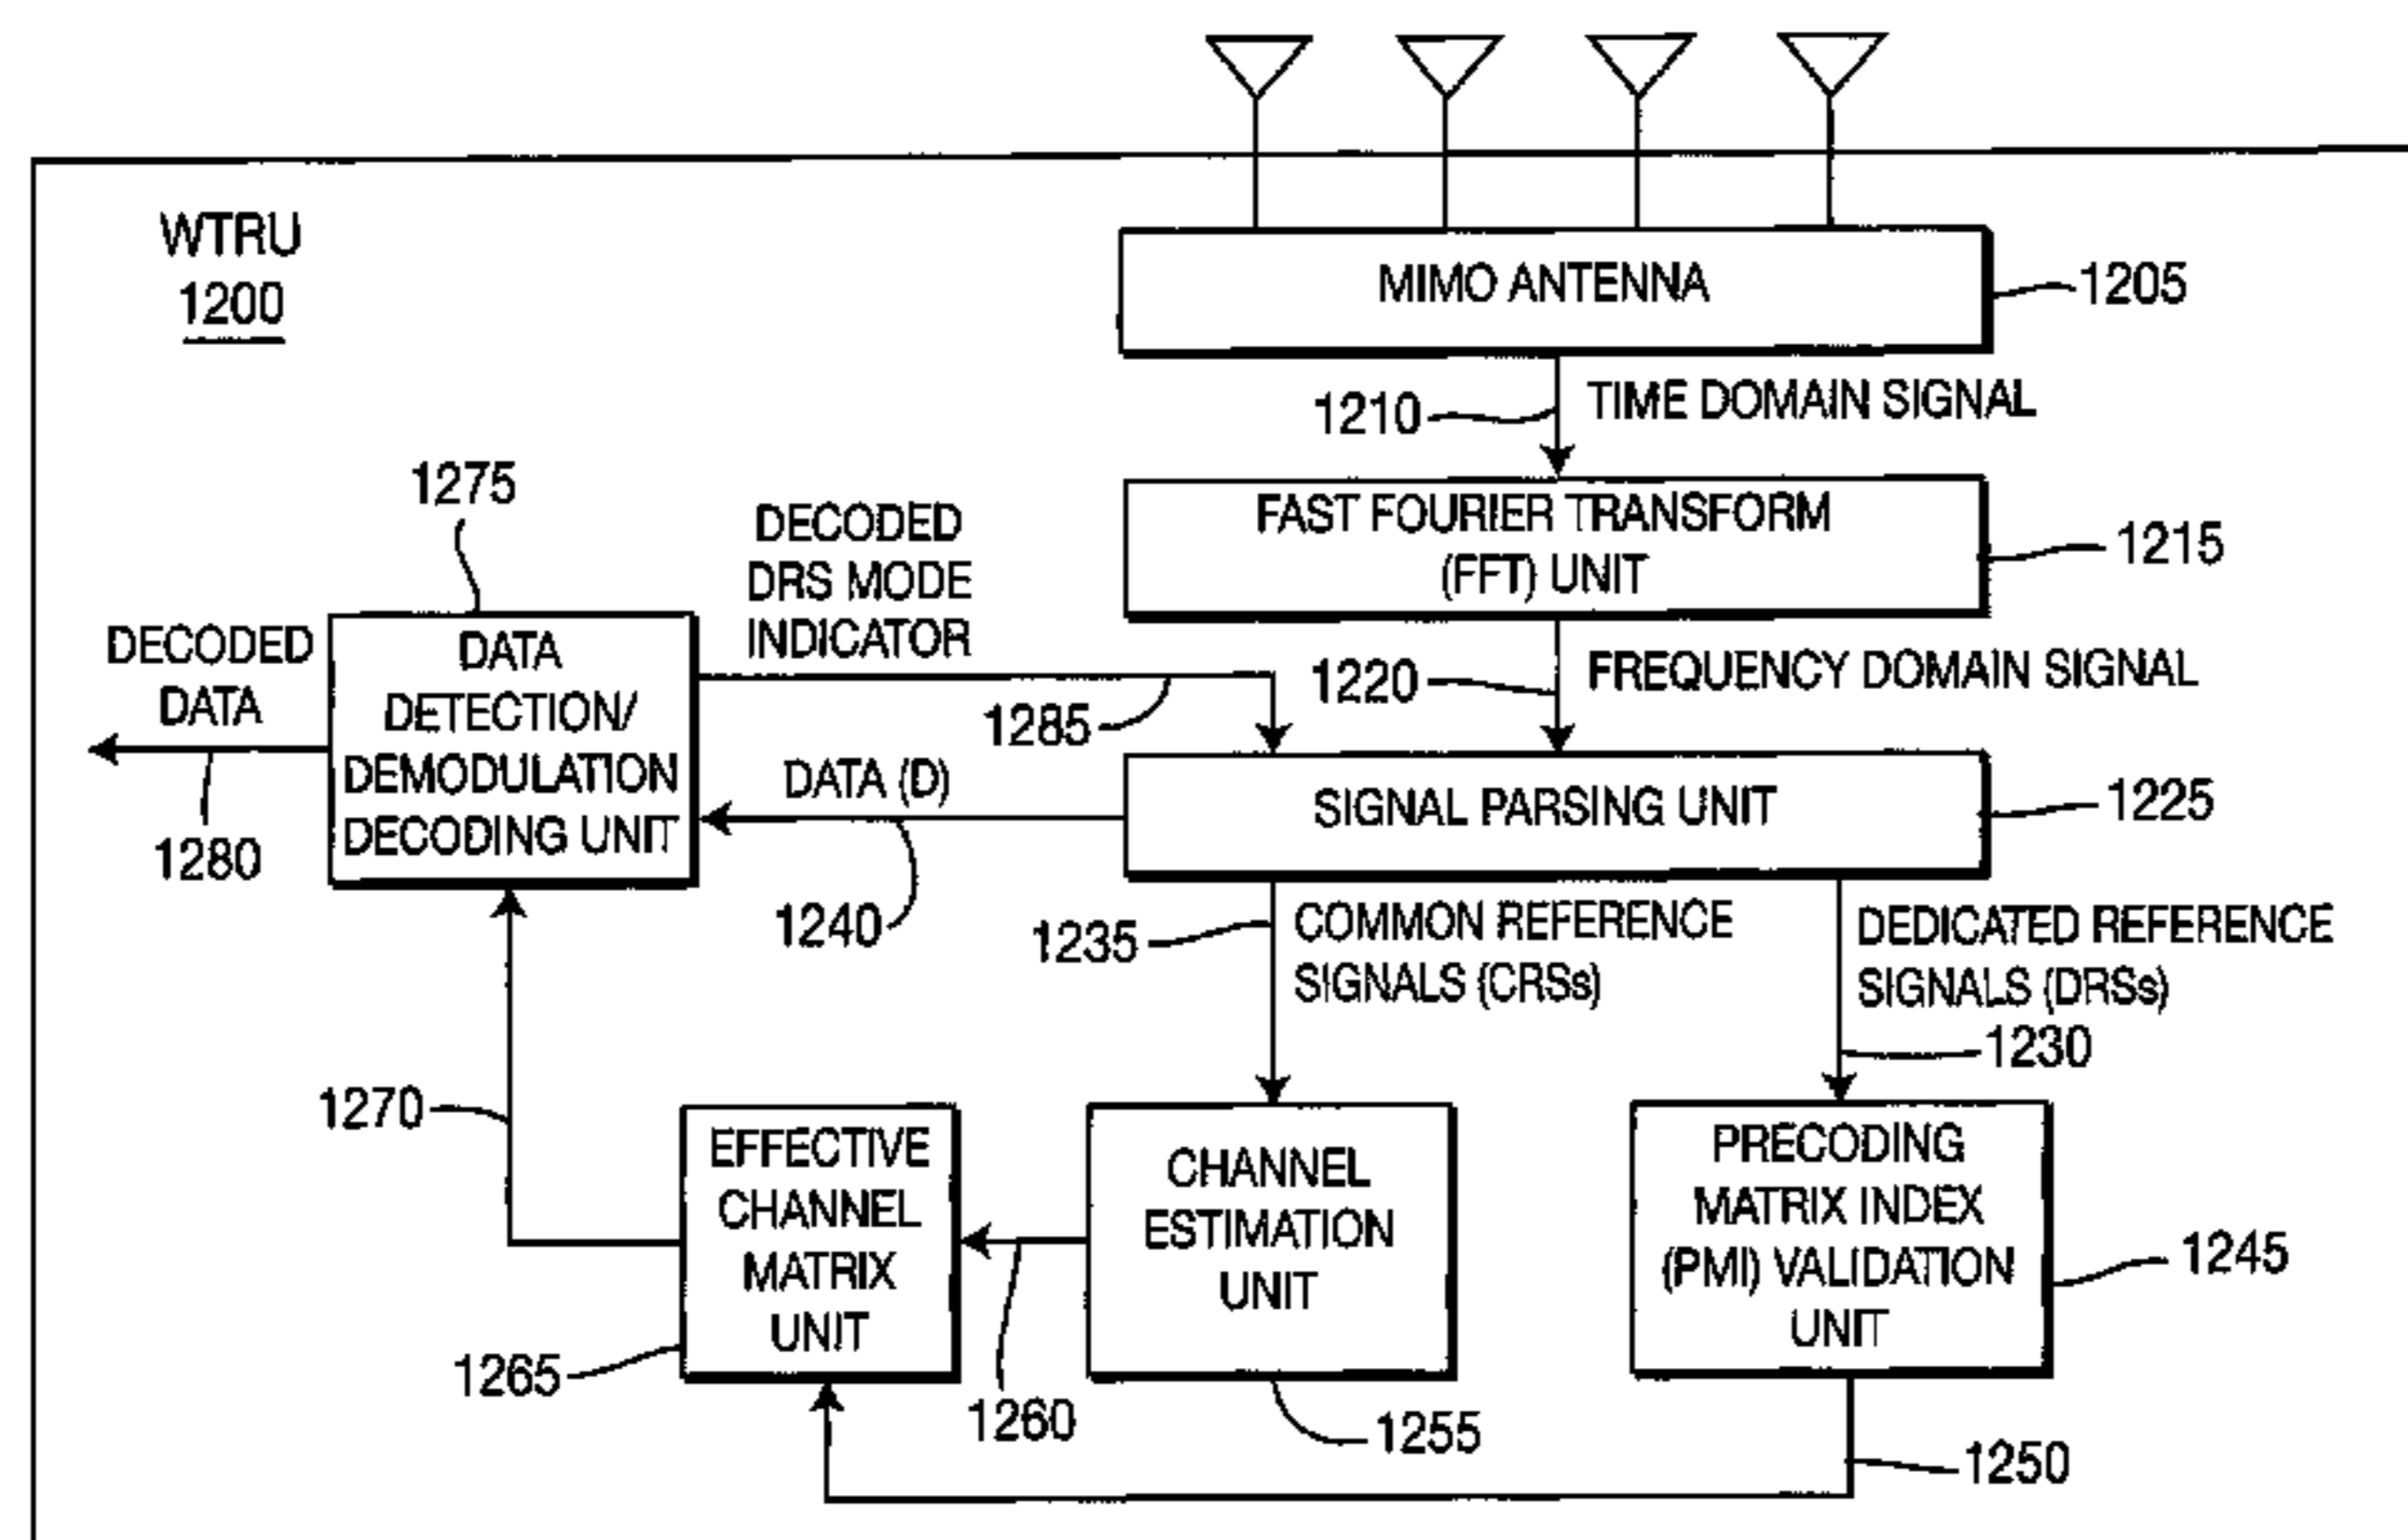 WTRU
1200
MIMO ANTENNA
1205
1210
TIME DOMAIN SIGNAL
FAST FOURIER TRANSFORM
(FFT) UNIT
1215
1275
DECODED
DRS MODE
INDICATOR
1220
FREQUENCY DOMAIN SIGNAL
DECODED
DATA
1280
DATA
DETECTION/
DEMODULATION
DECODING UNIT
1285
DATA (D)
1240
SIGNAL PARSING UNIT
1225
1235
COMMON REFERENCE
SIGNALS (CRSs)
DEDICATED REFERENCE
SIGNALS (DRSs)
1230
1270
EFFECTIVE
CHANNEL
MATRIX
UNIT
1265
1260
CHANNEL
ESTIMATION
UNIT
1255
PRECODING
MATRIX INDEX
(PMI) VALIDATION
UNIT
1245
1250